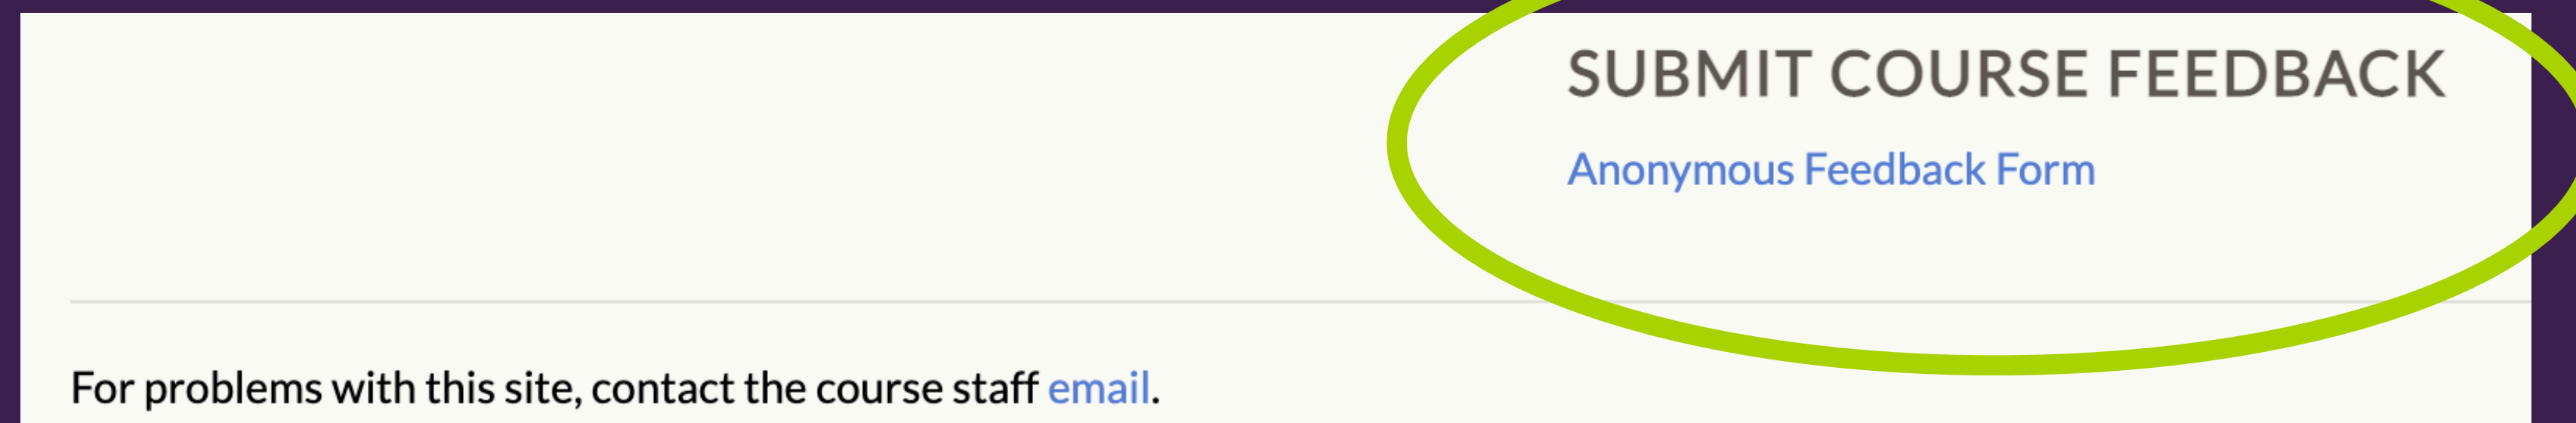 SUBMIT COURSE FEEDBACK
Anonymous Feedback Form
For problems with this site, contact the course staff email.